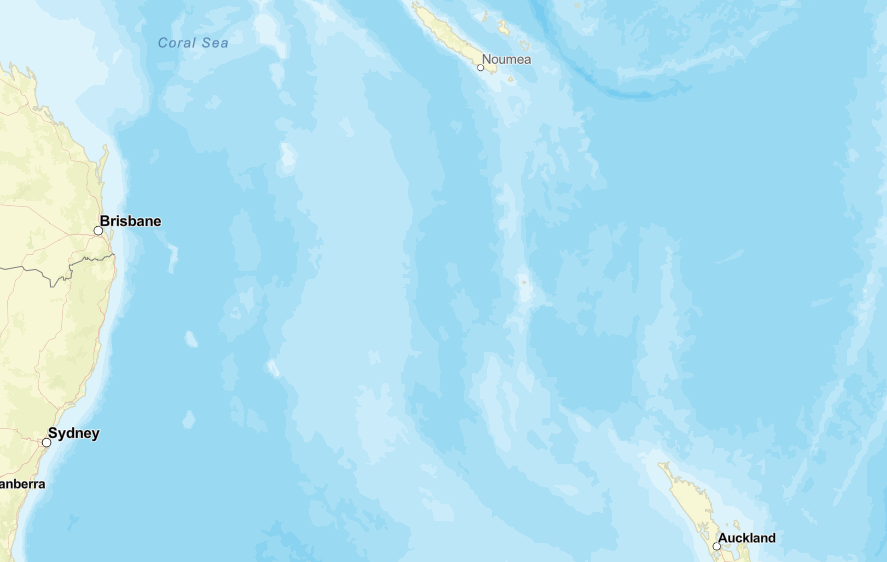 Coral Sea
Noumea
Brisbane
Sydney
anberra
Auckland